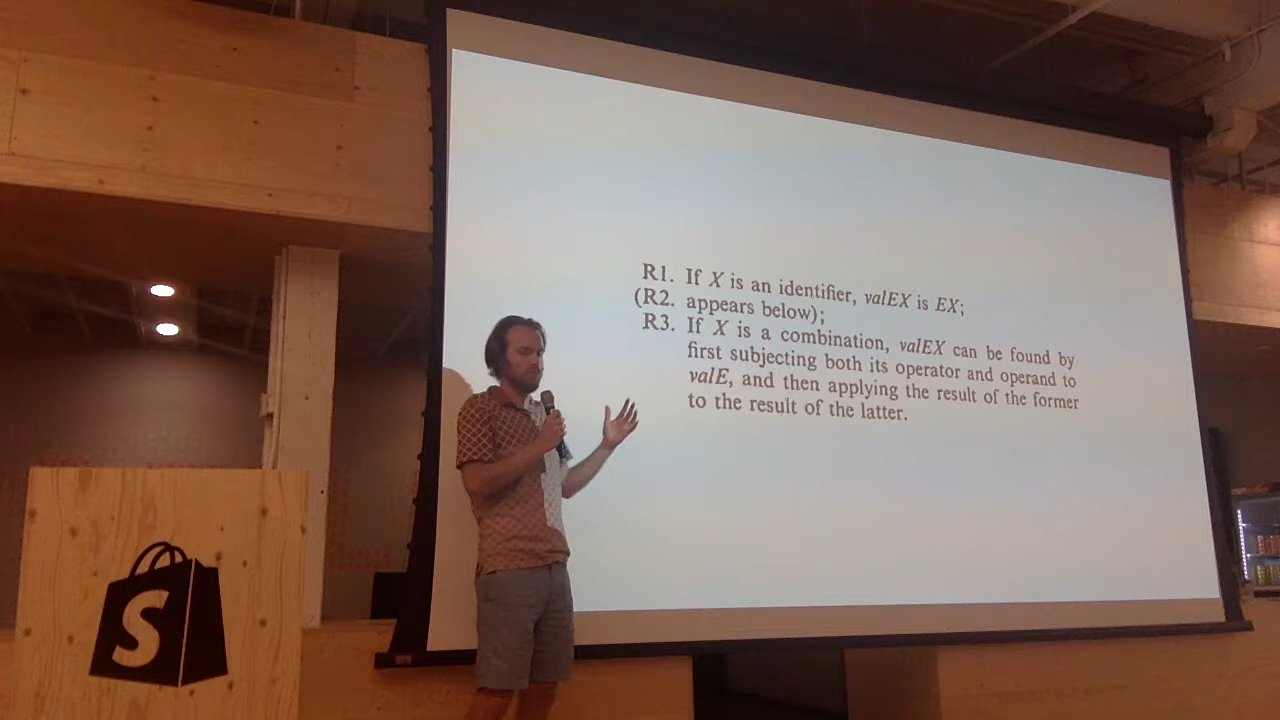 R1. If X is an identifier, valEX is EX;
(R2. appears below);
R3. If X is a combination, valEX can be found by
first subjecting both its operator and operand to
valE, and then applying the result of the former
to the result of the latter.
S